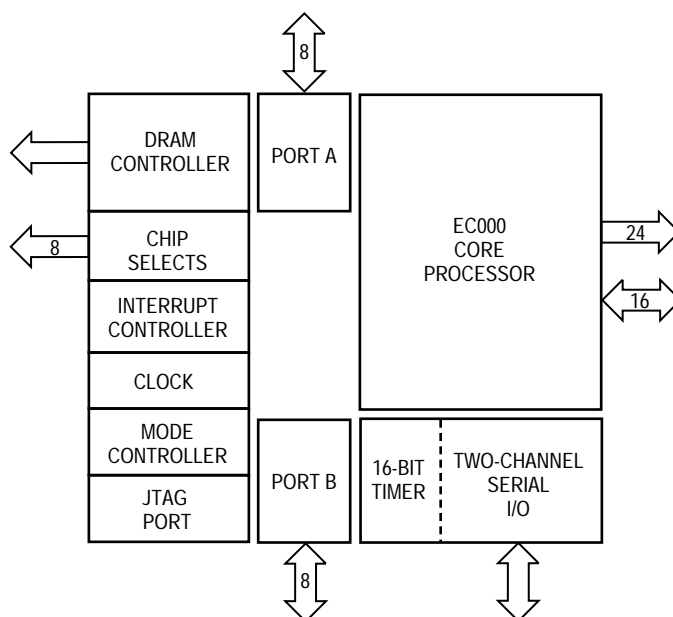 8
DRAM
CONTROLLER
PORT A
8
CHIP
SELECTS
EC000
CORE
PROCESSOR
24
16
INTERRUPT
CONTROLLER
CLOCK
MODE
CONTROLLER
JTAG
PORT
PORT B
16-BIT
TIMER
TWO-CHANNEL
SERIAL
I/O
8